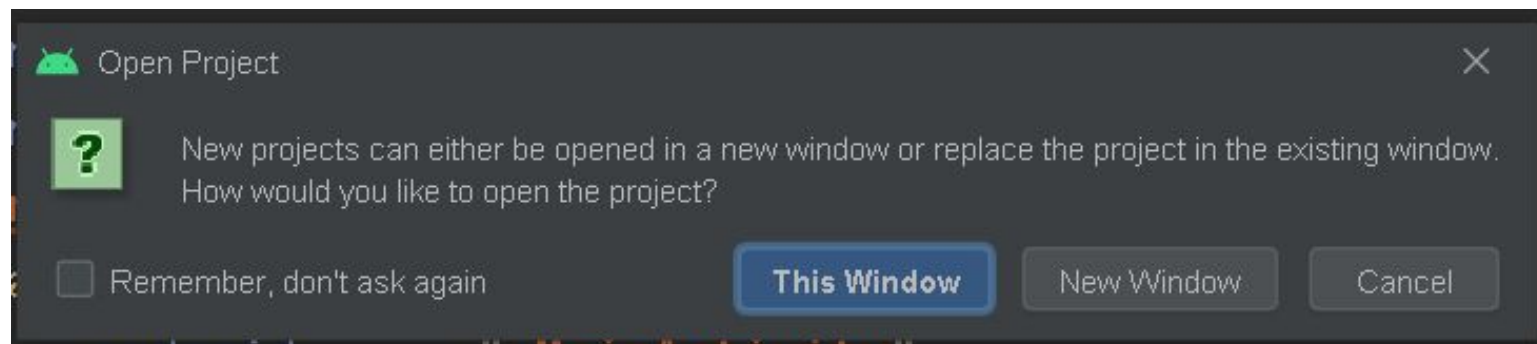 Open Project
New projects can either be opened in a new window or replace the project in the existing window.
How would you like to open the project?
Remember, don't ask again
This Window
New Window
Cancel